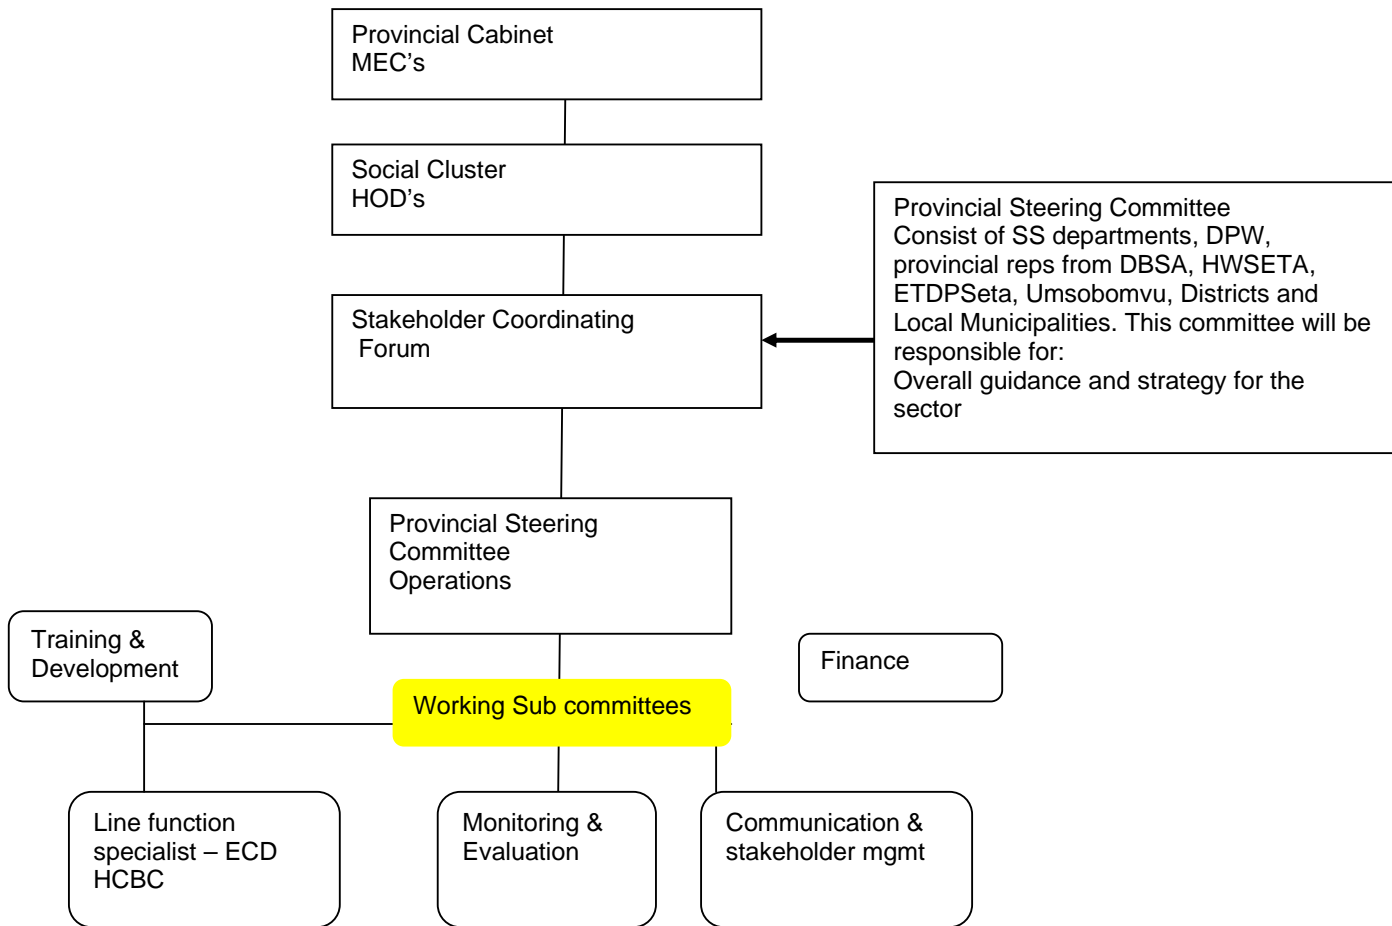 Provincial Cabinet
MEC’s
Social Cluster
HOD’s
Stakeholder Coordinating
Forum
Provincial Steering Committee
Consist of SS departments, DPW,
provincial reps from DBSA, HWSETA,
ETDPSeta, Umsobomvu, Districts and
Local Municipalities. This committee will be
responsible for:
Overall guidance and strategy for the
sector
Provincial Steering
Committee
Operations
Training &
Development
Finance
Working Sub committees
Line function
specialist – ECD
HCBC
Monitoring &
Evaluation
Communication &
stakeholder mgmt